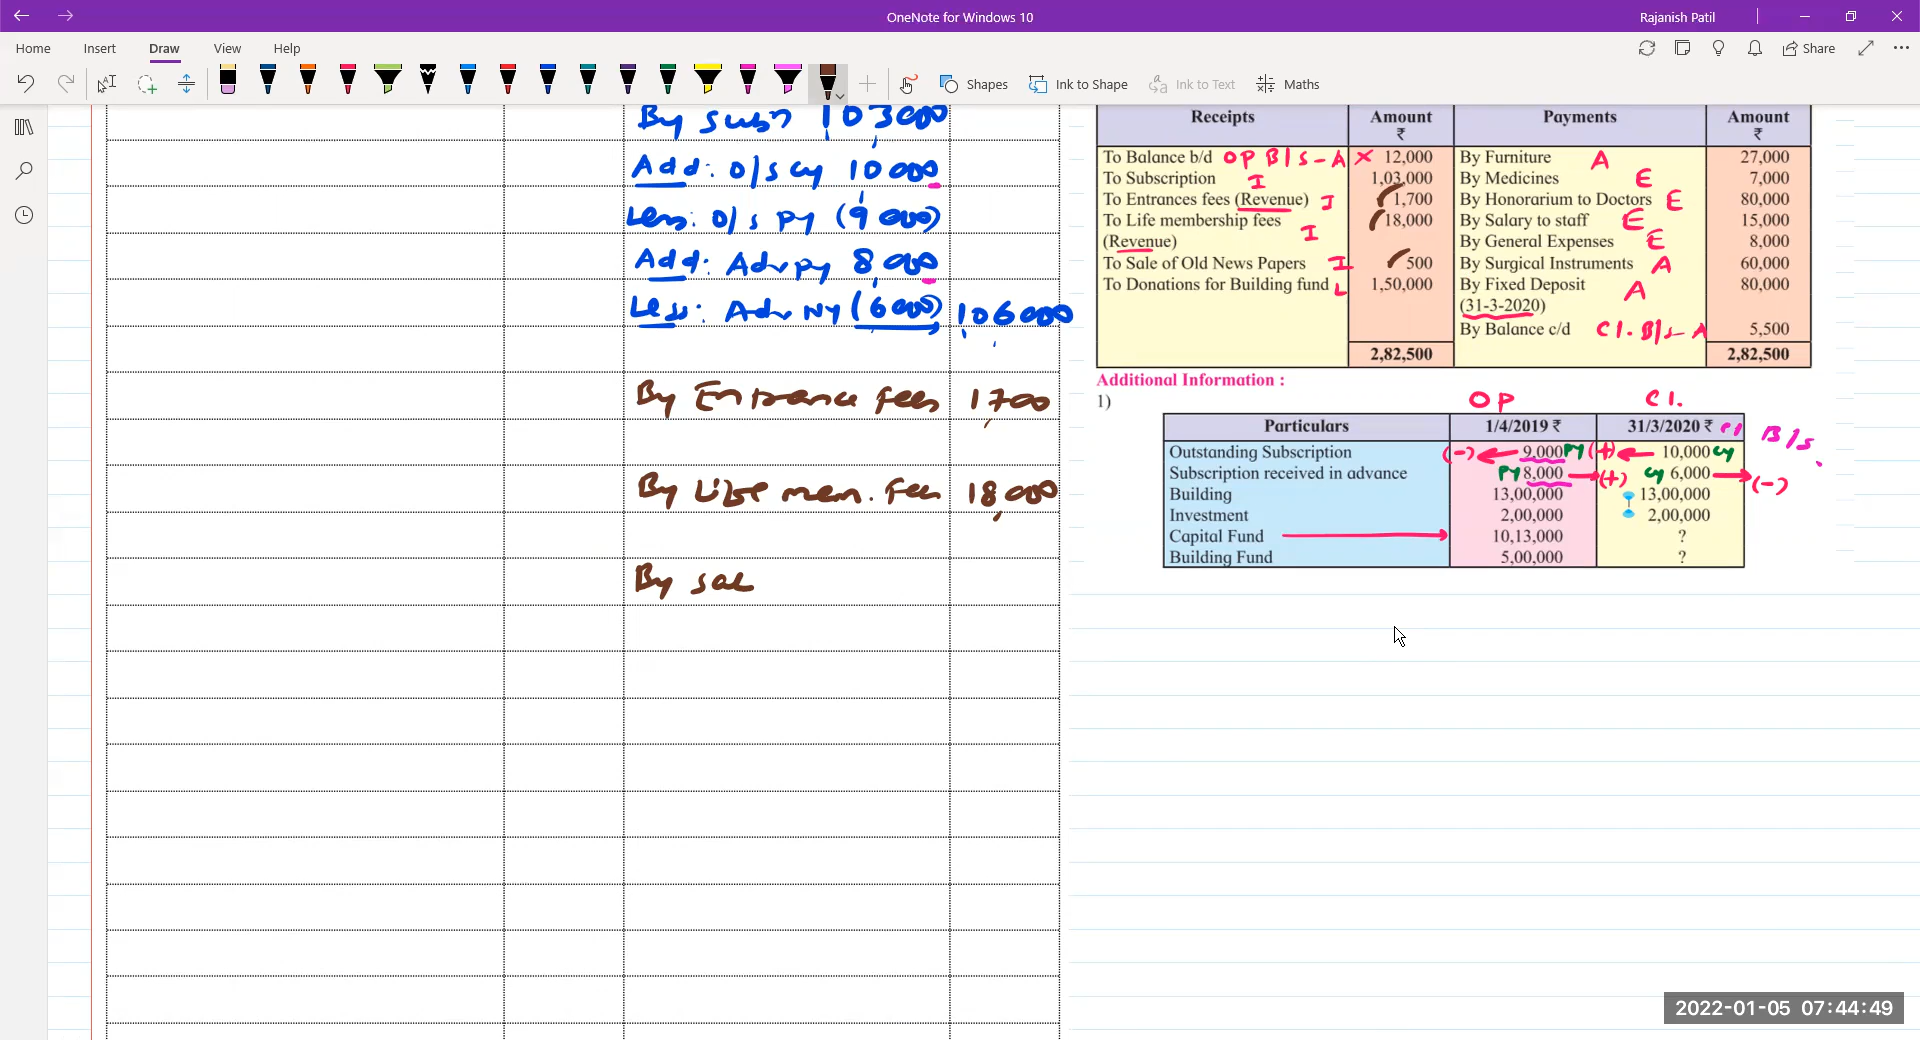 OneNote for Windows 10
Rajanish Patil
Home Insert Draw View Help
Share
Shapes Ink to Shape Ink to Text Maths
By subn 103000
Add: O/s cy 10000
Less: O/s py (9000)
Add: Adv py 8000
Less: Adv NY (6000) 106000
By Entrance fees 1700
By Life mem. Fees 18000
By sale
Receipts Amount ₹ Payments Amount ₹
To Balance b/d OP B/s-A × 12,000 By Furniture A 27,000
To Subscription I 1,03,000 By Medicines E 7,000
To Entrances fees (Revenue) I 1,700 By Honorarium to Doctors E 80,000
To Life membership fees 18,000 By Salary to staff E 15,000
(Revenue) I By General Expenses E 8,000
To Sale of Old News Papers I 500 By Surgical Instruments A 60,000
To Donations for Building fund L 1,50,000 By Fixed Deposit A 80,000
(31-3-2020)
By Balance c/d Cl. B/s-A 5,500
2,82,500 2,82,500
Additional Information :
1) OP Cl.
Particulars 1/4/2019 ₹ 31/3/2020 ₹ cl B/s.
Outstanding Subscription (-) 9,000 PY (+) 10,000 CY
Subscription received in advance PY 8,000 (+) CY 6,000 (-)
Building 13,00,000 13,00,000
Investment 2,00,000 2,00,000
Capital Fund 10,13,000 ?
Building Fund 5,00,000 ?
2022-01-05 07:44:49